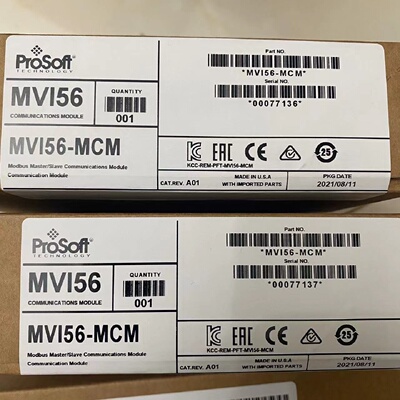 ProSoft®
TECHNOLOGY
MVI56
COMMUNICATIONS MODULE
QUANTITY
001
MVI56-MCM
Modbus Master/Slave Communications Module
Communication Module
CAT.REV. A01
Part NO.
*MVI56-MCM*
Serial NO.
*00077136*
EAC
25
KCC-REM-PFT-MVI56-MCM
MADE IN U.S.A
WITH IMPORTED PARTS
PKG DATE
2021/08/11
ProSoft®
TECHNOLOGY
MVI56
COMMUNICATIONS MODULE
QUANTITY
001
MVI56-MCM
Modbus Master/Slave Communications Module
Communication Module
CAT.REV. A01
Part NO.
*MVI56-MCM*
Serial NO.
*00077137*
EAC
25
KCC-REM-PFT-MVI56-MCM
MADE IN U.S.A
WITH IMPORTED PARTS
PKG DATE
2021/08/11